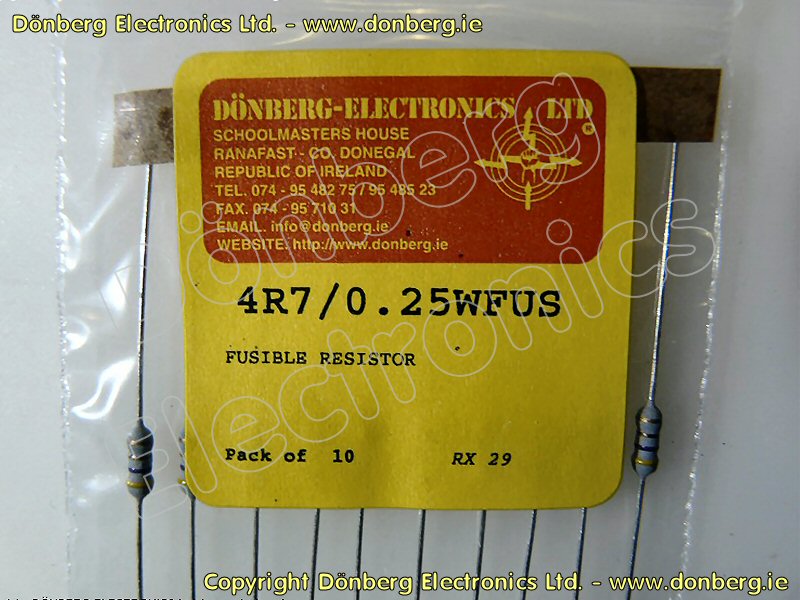 Dönberg Electronics Ltd. - www.donberg.ie
DÖNBERG-ELECTRONICS LTD
SCHOOLMASTERS HOUSE
RANAFAST - CO. DONEGAL
REPUBLIC OF IRELAND
TEL. 074 - 95 482 75 / 95 485 23
FAX. 074 - 95 710 31
EMAIL. info@donberg.ie
WEBSITE. http://www.donberg.ie
®
Dönberg
Electronics
4R7/0.25WFUS
FUSIBLE RESISTOR
Pack of 10 RX 29
Copyright Dönberg Electronics Ltd. - www.donberg.ie